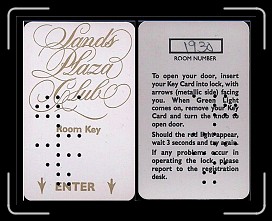 Sands
Plaza
Club
Room Key
ENTER
1930
ROOM NUMBER
To open your door, insert
your Key Card into lock, with
arrows (metallic side) facing
you. When Green Light
comes on, remove your Key
Card and turn the knob to
open door.
Should the red light appear,
wait 3 seconds and try again.
If any problems occur in
operating the lock, please
report to the registration
desk.